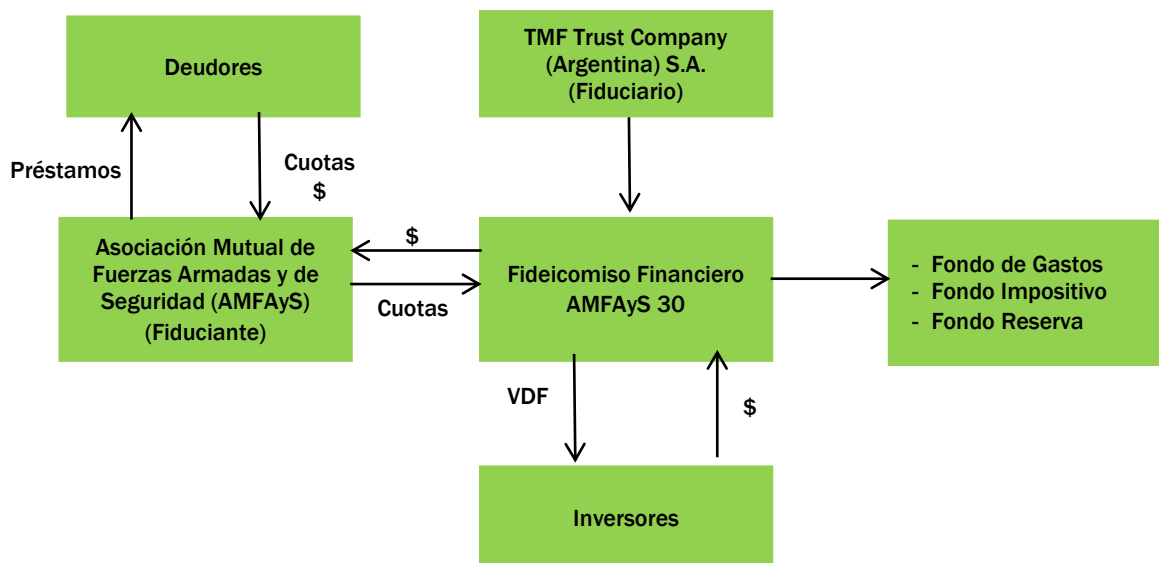 Deudores
TMF Trust Company
(Argentina) S.A.
(Fiduciario)
Préstamos
Cuotas
$
Asociación Mutual de
Fuerzas Armadas y de
Seguridad (AMFAyS)
(Fiduciante)
$
Cuotas
Fideicomiso Financiero
AMFAyS 30
- Fondo de Gastos
- Fondo Impositivo
- Fondo Reserva
VDF
$
Inversores